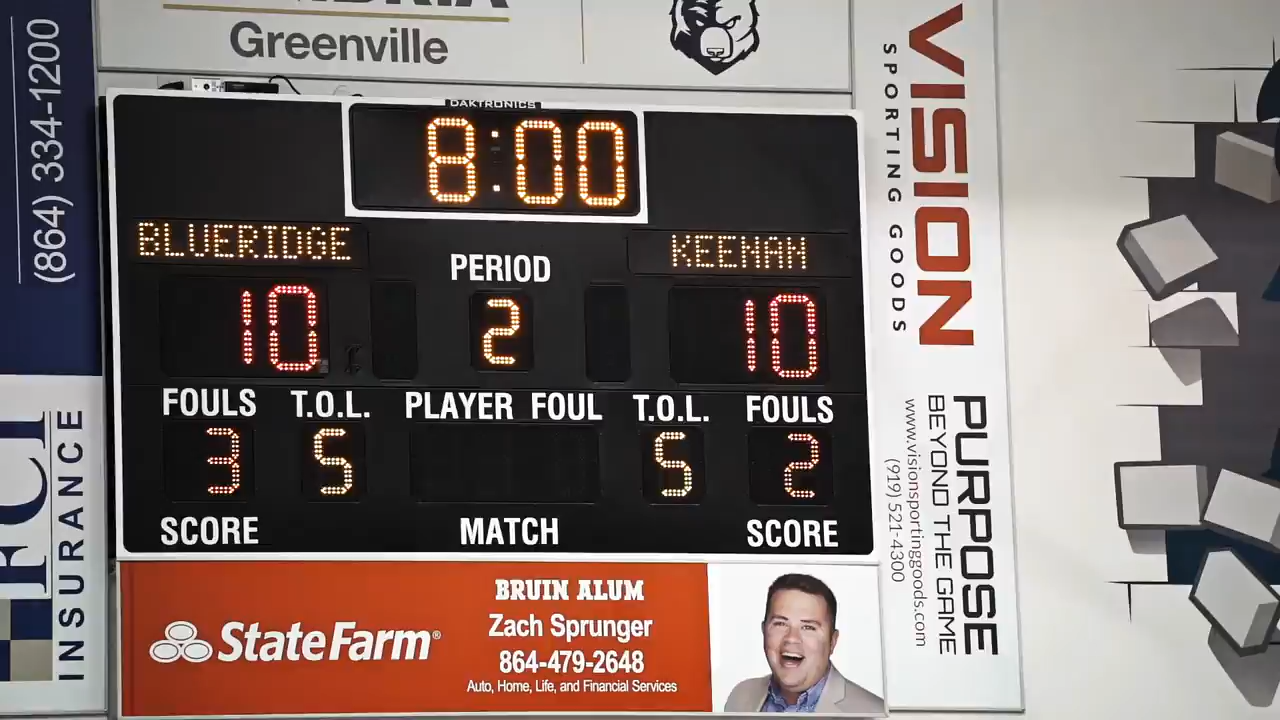 Greenville
(864) 334-1200
INSURANCE
DAKTRONICS
8:00
BLUERIDGE
KEENAN
PERIOD
10
2
10
FOULS T.O.L. PLAYER FOUL T.O.L. FOULS
3 5 5 2
SCORE MATCH SCORE
StateFarm®
BRUIN ALUM
Zach Sprunger
864-479-2648
Auto, Home, Life, and Financial Services
VISION
SPORTING GOODS
PURPOSE
BEYOND THE GAME
www.visionsportinggoods.com
(919) 521-4300